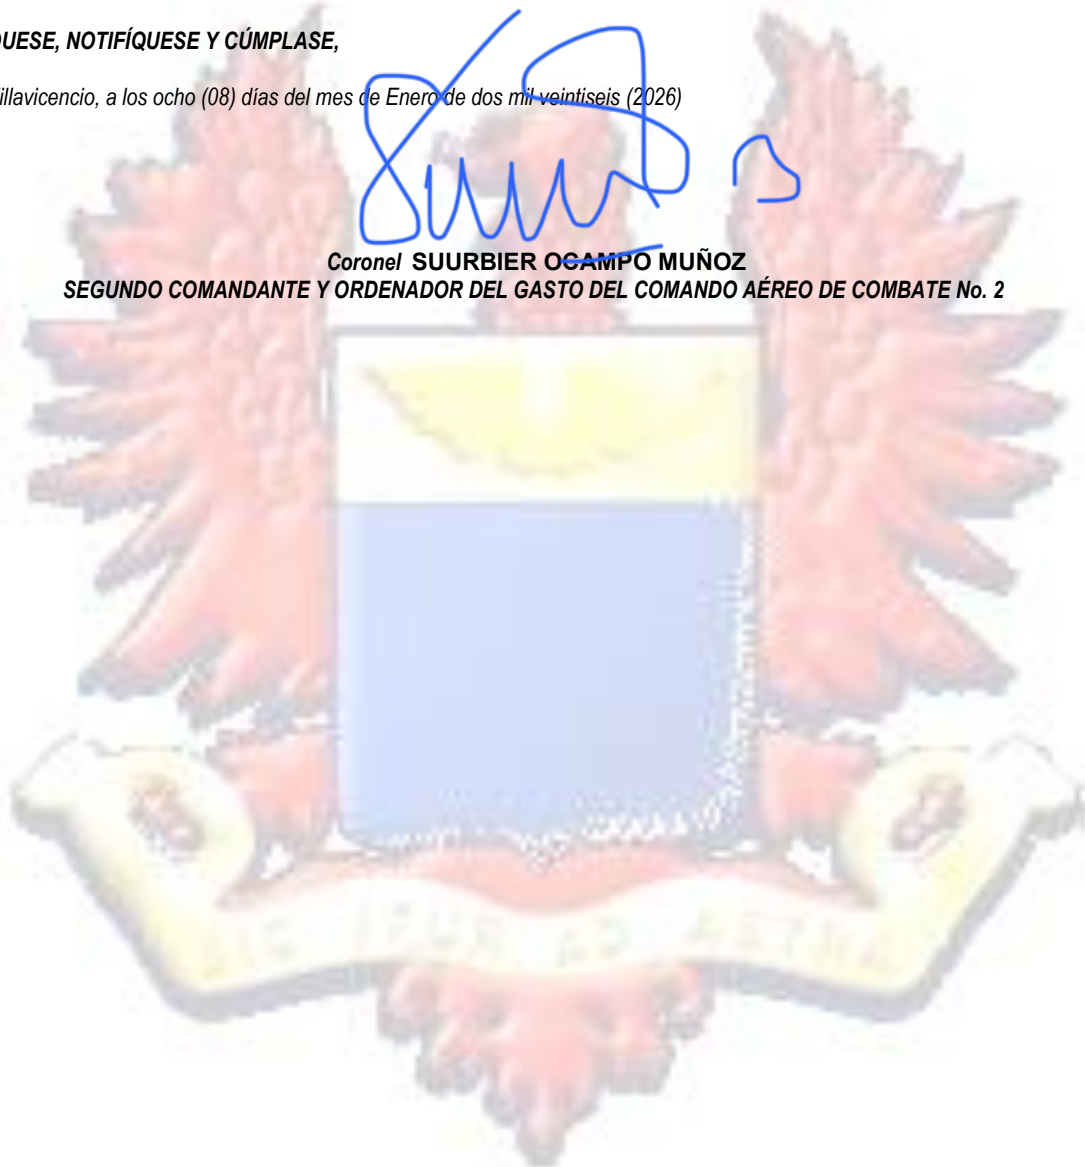 UESE, NOTIFÍQUESE Y CÚMPLASE,
illavicencio, a los ocho (08) días del mes de Enero de dos mil veintiseis (2026)
Coronel SUURBIER OCAMPO MUÑOZ
SEGUNDO COMANDANTE Y ORDENADOR DEL GASTO DEL COMANDO AÉREO DE COMBATE No. 2